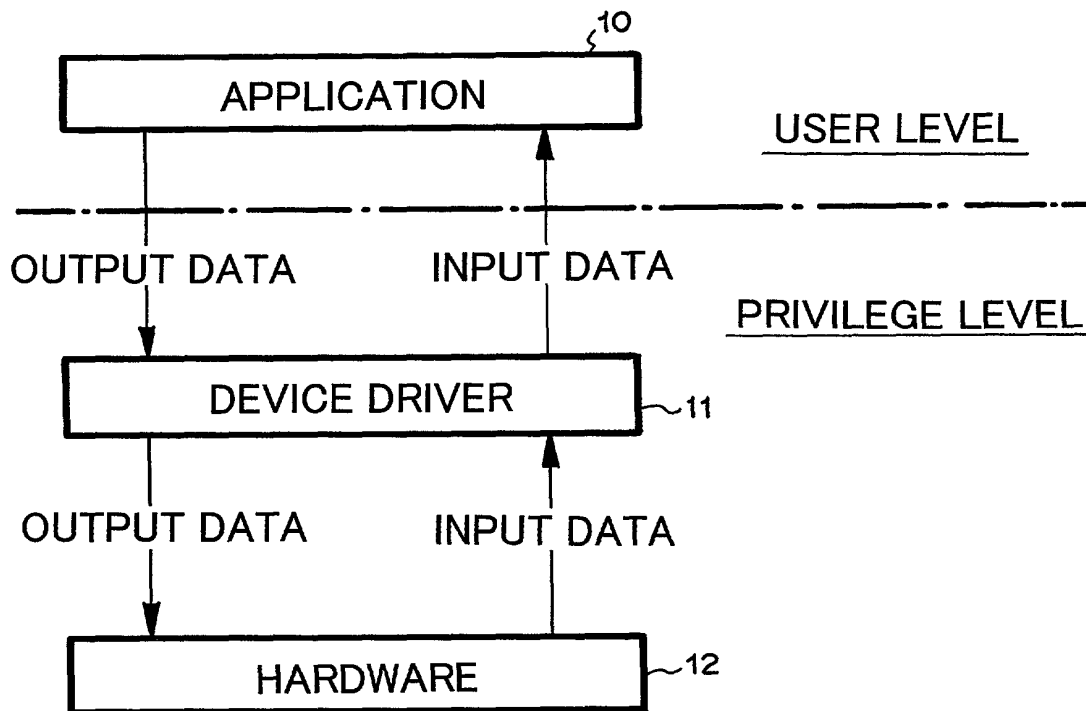 10
APPLICATION
USER LEVEL
OUTPUT DATA
INPUT DATA
PRIVILEGE LEVEL
DEVICE DRIVER
11
OUTPUT DATA
INPUT DATA
HARDWARE
12